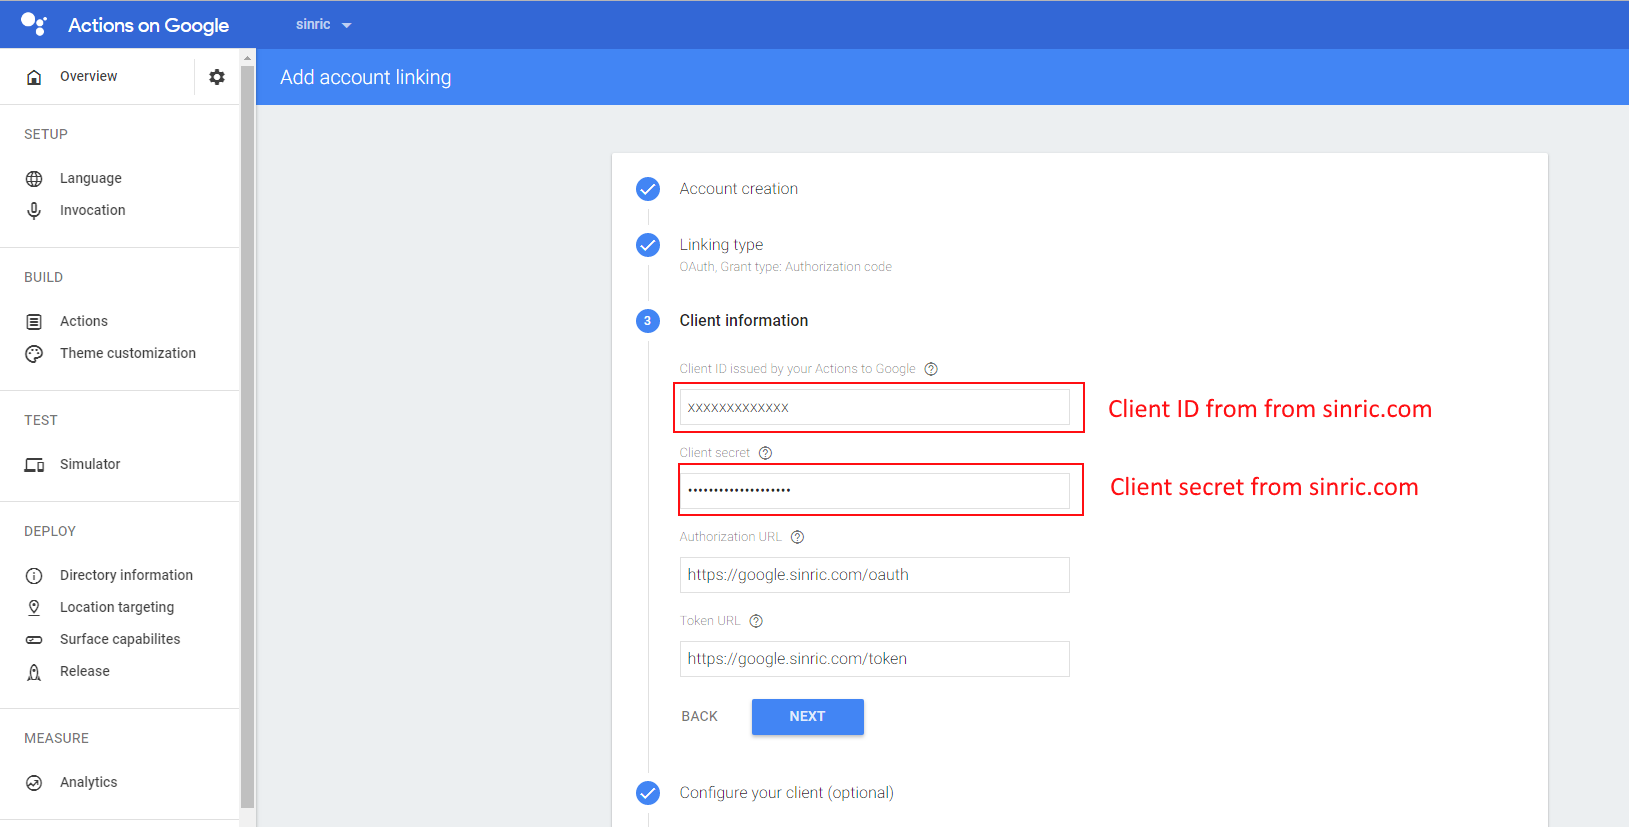 Actions on Google
sinric
Overview
Add account linking
SETUP
Language
Invocation
BUILD
Actions
Theme customization
TEST
Simulator
DEPLOY
Directory information
Location targeting
Surface capabilites
Release
MEASURE
Analytics
Account creation
Linking type
OAuth, Grant type: Authorization code
3 Client information
Client ID issued by your Actions to Google ?
xxxxxxxxxxxxx
Client ID from from sinric.com
Client secret ?
••••••••••••••••••••
Client secret from sinric.com
Authorization URL ?
https://google.sinric.com/oauth
Token URL ?
https://google.sinric.com/token
BACK NEXT
Configure your client (optional)